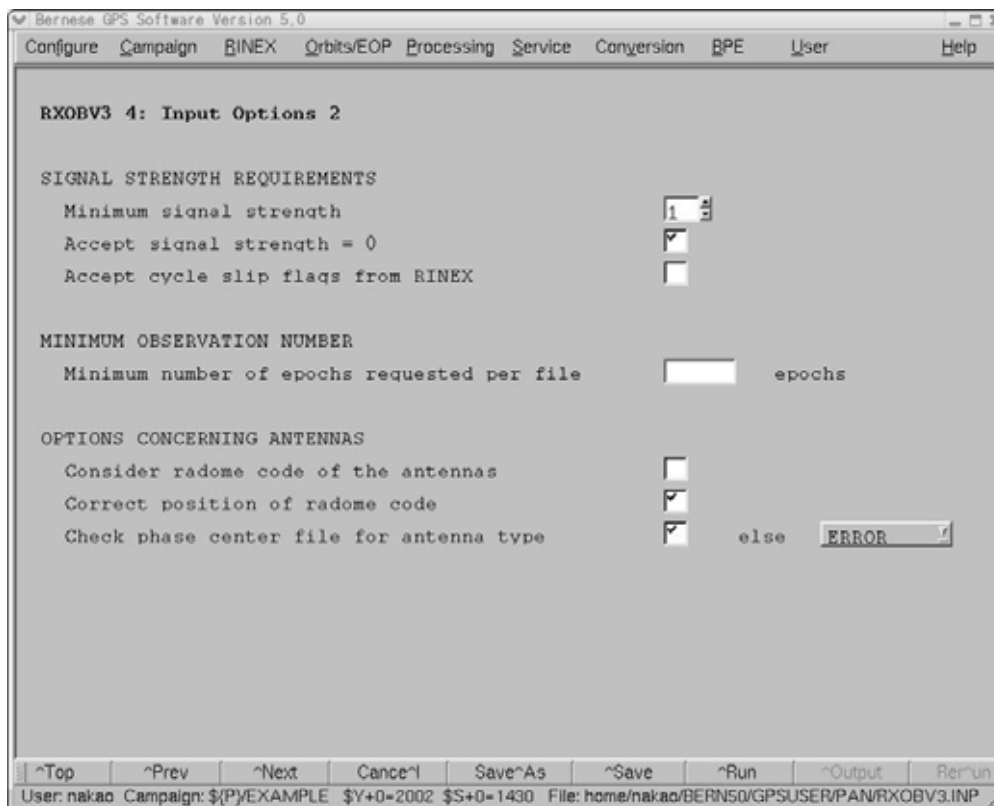 Bernese GPS Software Version 5.0
Configure Campaign RINEX Orbits/EOP Processing Service Conversion BPE User Help
RXOBV3 4: Input Options 2
SIGNAL STRENGTH REQUIREMENTS
Minimum signal strength 1
Accept signal strength = 0
Accept cycle slip flags from RINEX
MINIMUM OBSERVATION NUMBER
Minimum number of epochs requested per file epochs
OPTIONS CONCERNING ANTENNAS
Consider radome code of the antennas
Correct position of radome code
Check phase center file for antenna type else ERROR
^Top ^Prev ^Next Cance^l Save^As ^Save ^Run ^Output Rer^un
User: nakao Campaign: ${P}/EXAMPLE $Y+0=2002 $S+0=1430 File: home/nakao/BERN50/GPSUSER/PAN/RXOBV3.INP